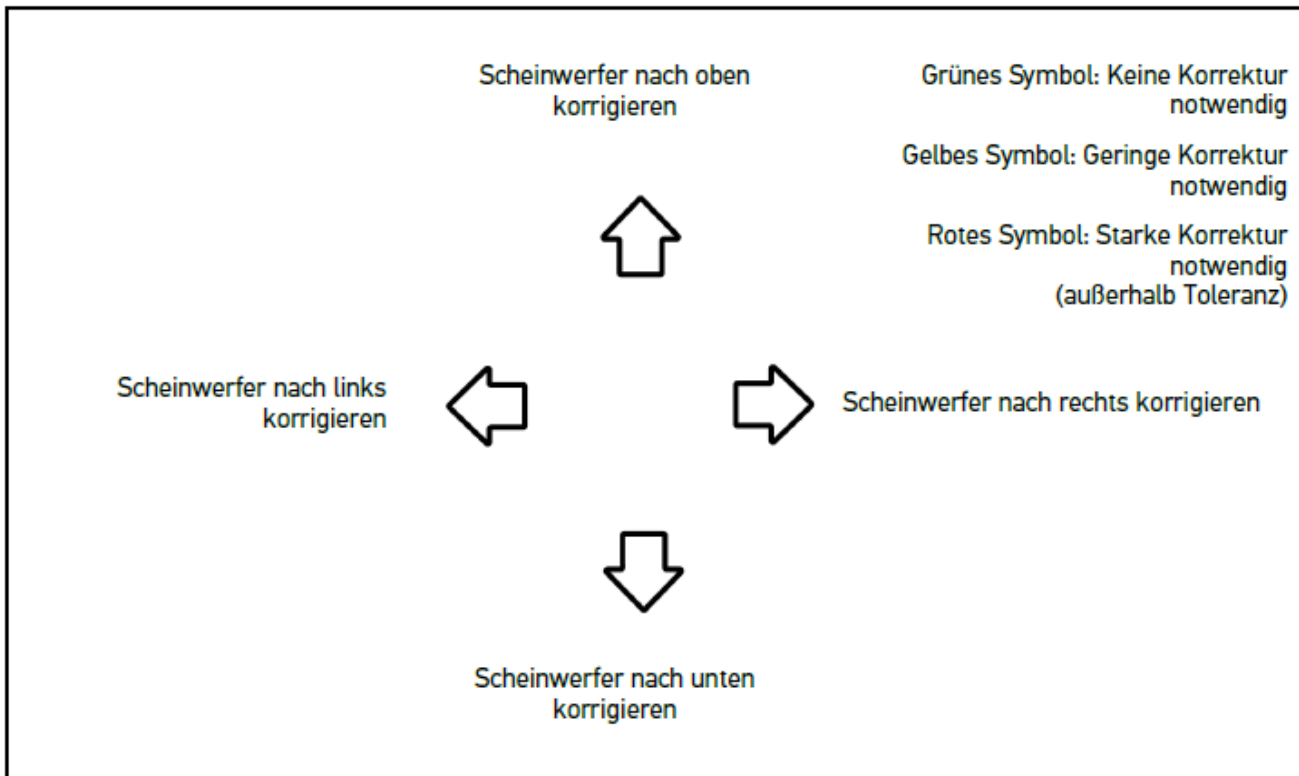 Scheinwerfer nach oben
korrigieren
Grünes Symbol: Keine Korrektur
notwendig
Gelbes Symbol: Geringe Korrektur
notwendig
Rotes Symbol: Starke Korrektur
notwendig
(außerhalb Toleranz)
Scheinwerfer nach links
korrigieren
Scheinwerfer nach rechts korrigieren
Scheinwerfer nach unten
korrigieren